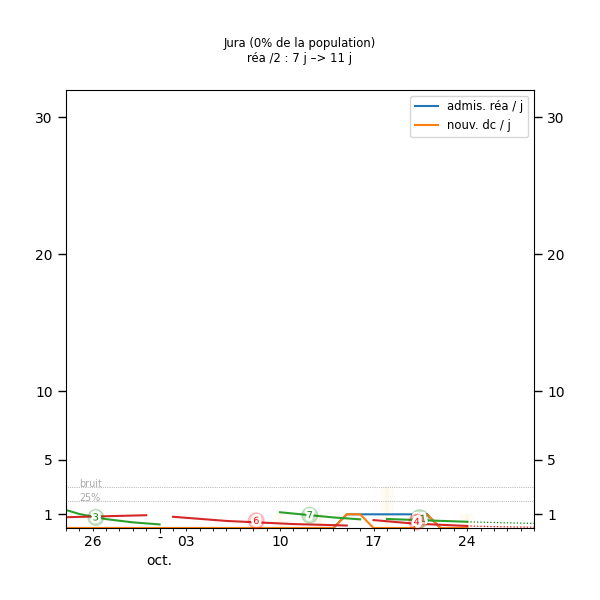 Jura (0% de la population)
réa /2 : 7 j –> 11 j
admis. réa / j
nouv. dc / j
30 30
20 20
10 10
5 5
bruit
25%
1 1
3 6 7 4
26 - 03 10 17 24
oct.